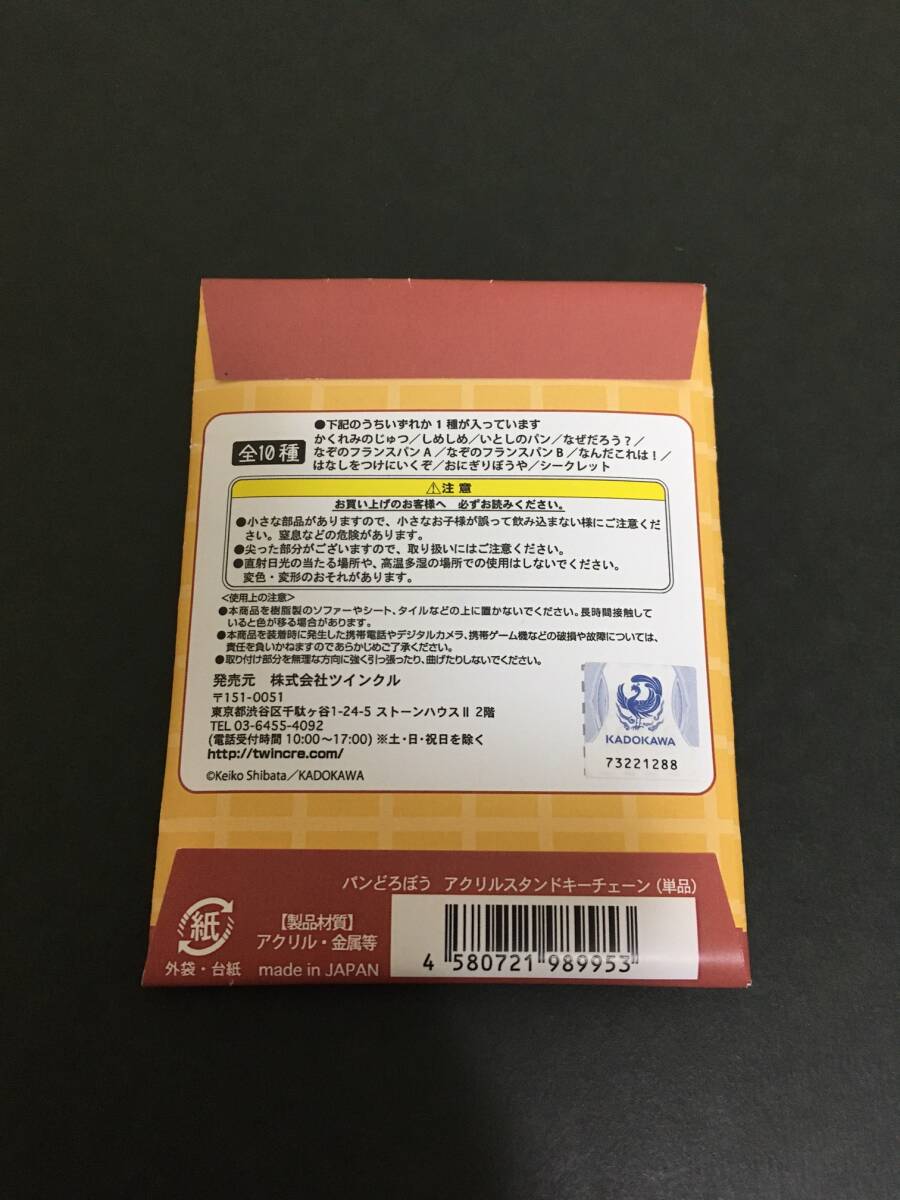 ●下記のうちいずれか1種が入っています
全10種
かくれみのじゅつ/しめしめ/いとしのパン/なぜだろう?/
なぞのフランスパンA/なぞのフランスパンB/なんだこれは!/
はなしをつけにいくぞ/おにぎりぼうや/シークレット
⚠注意
お買い上げのお客様へ 必ずお読みください。
●小さな部品がありますので、小さなお子様が誤って飲み込まない様にご注意くだ
さい。窒息などの危険があります。
●尖った部分がございますので、取り扱いにはご注意ください。
●直射日光の当たる場所や、高温多湿の場所での使用はしないでください。
変色・変形のおそれがあります。
<使用上の注意>
●本商品を樹脂製のソファーやシート、タイルなどの上に置かないでください。長時間接触して
いると色が移る場合があります。
●本商品を装着時に発生した携帯電話やデジタルカメラ、携帯ゲーム機などの破損や故障については、
責任を負いかねますのであらかじめご了承ください。
●取り付け部分を無理な方向に強く引っ張ったり、曲げたりしないでください。
発売元 株式会社ツインクル
〒151-0051
東京都渋谷区千駄ヶ谷1-24-5 ストーンハウスⅡ 2階
TEL 03-6455-4092
(電話受付時間 10:00〜17:00) ※土・日・祝日を除く
http://twincre.com/
©Keiko Shibata/KADOKAWA
KADOKAWA
73221288
パンどろぼう アクリルスタンドキーチェーン(単品)
紙
外袋・台紙
【製品材質】
アクリル・金属等
made in JAPAN
4 580721 989953